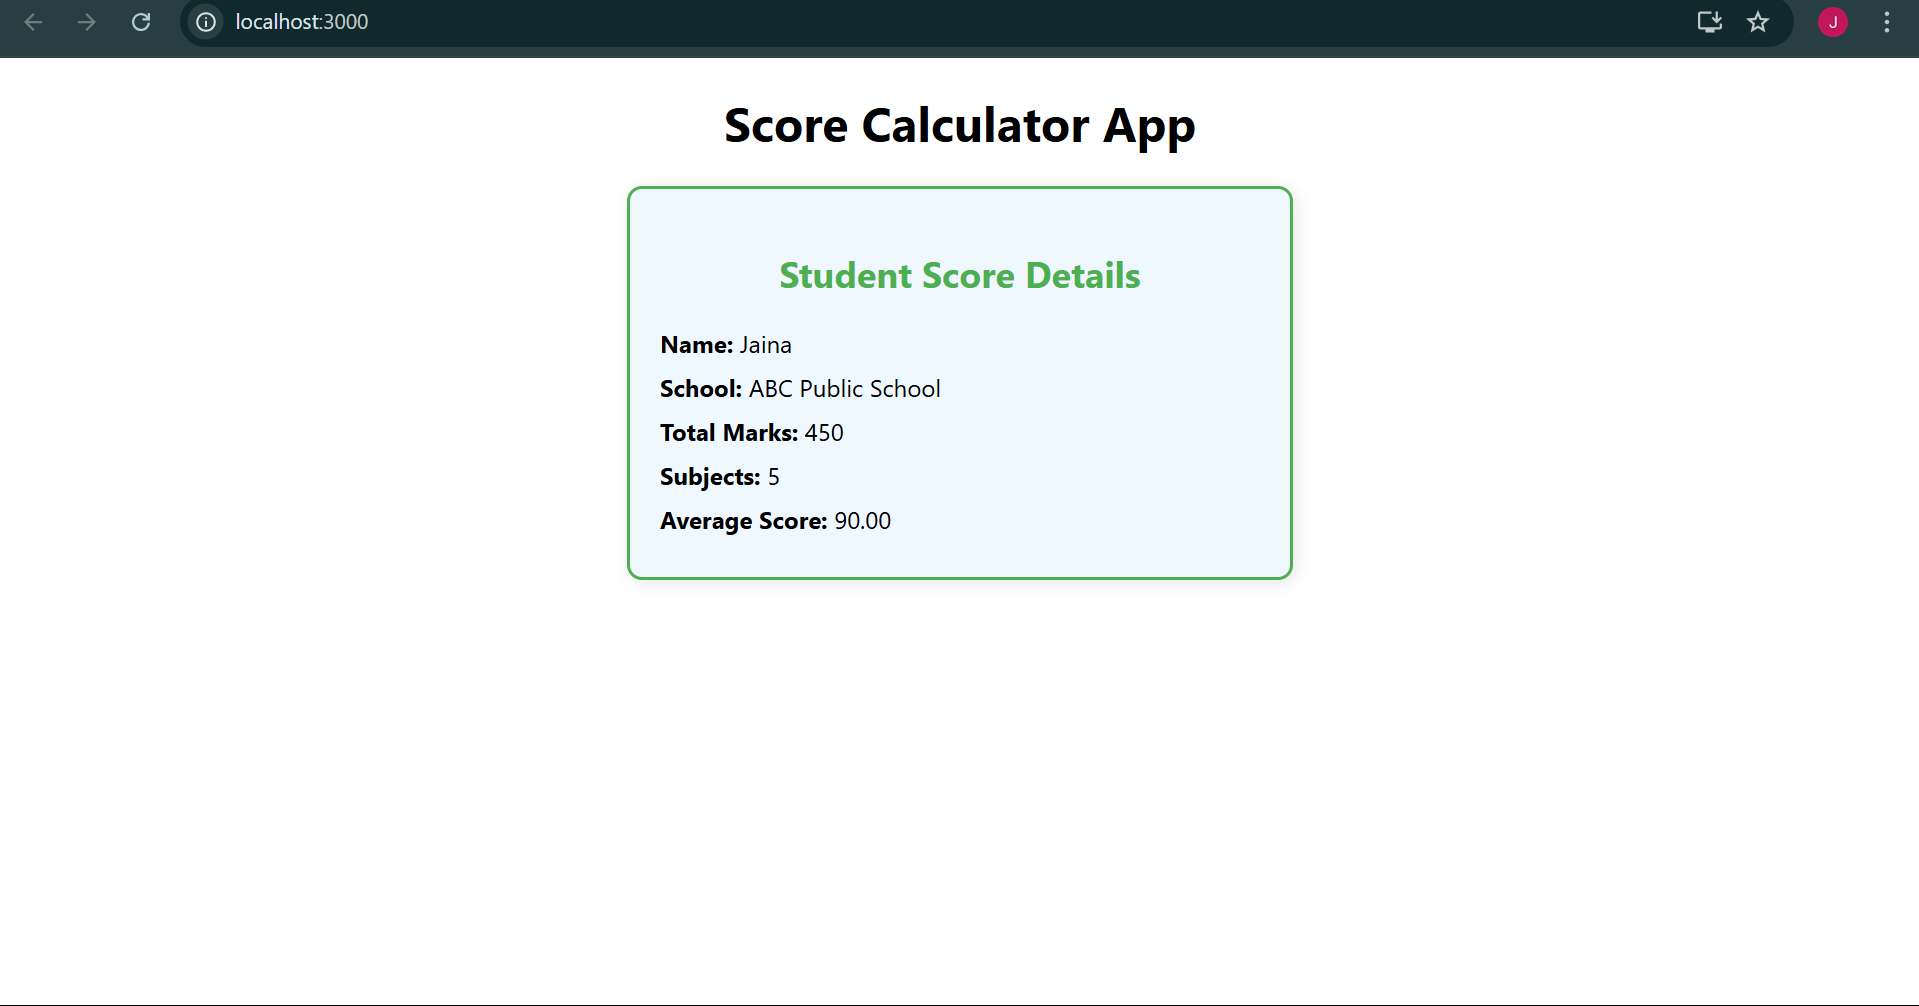 localhost:3000
J
Score Calculator App
Student Score Details
Name: Jaina
School: ABC Public School
Total Marks: 450
Subjects: 5
Average Score: 90.00